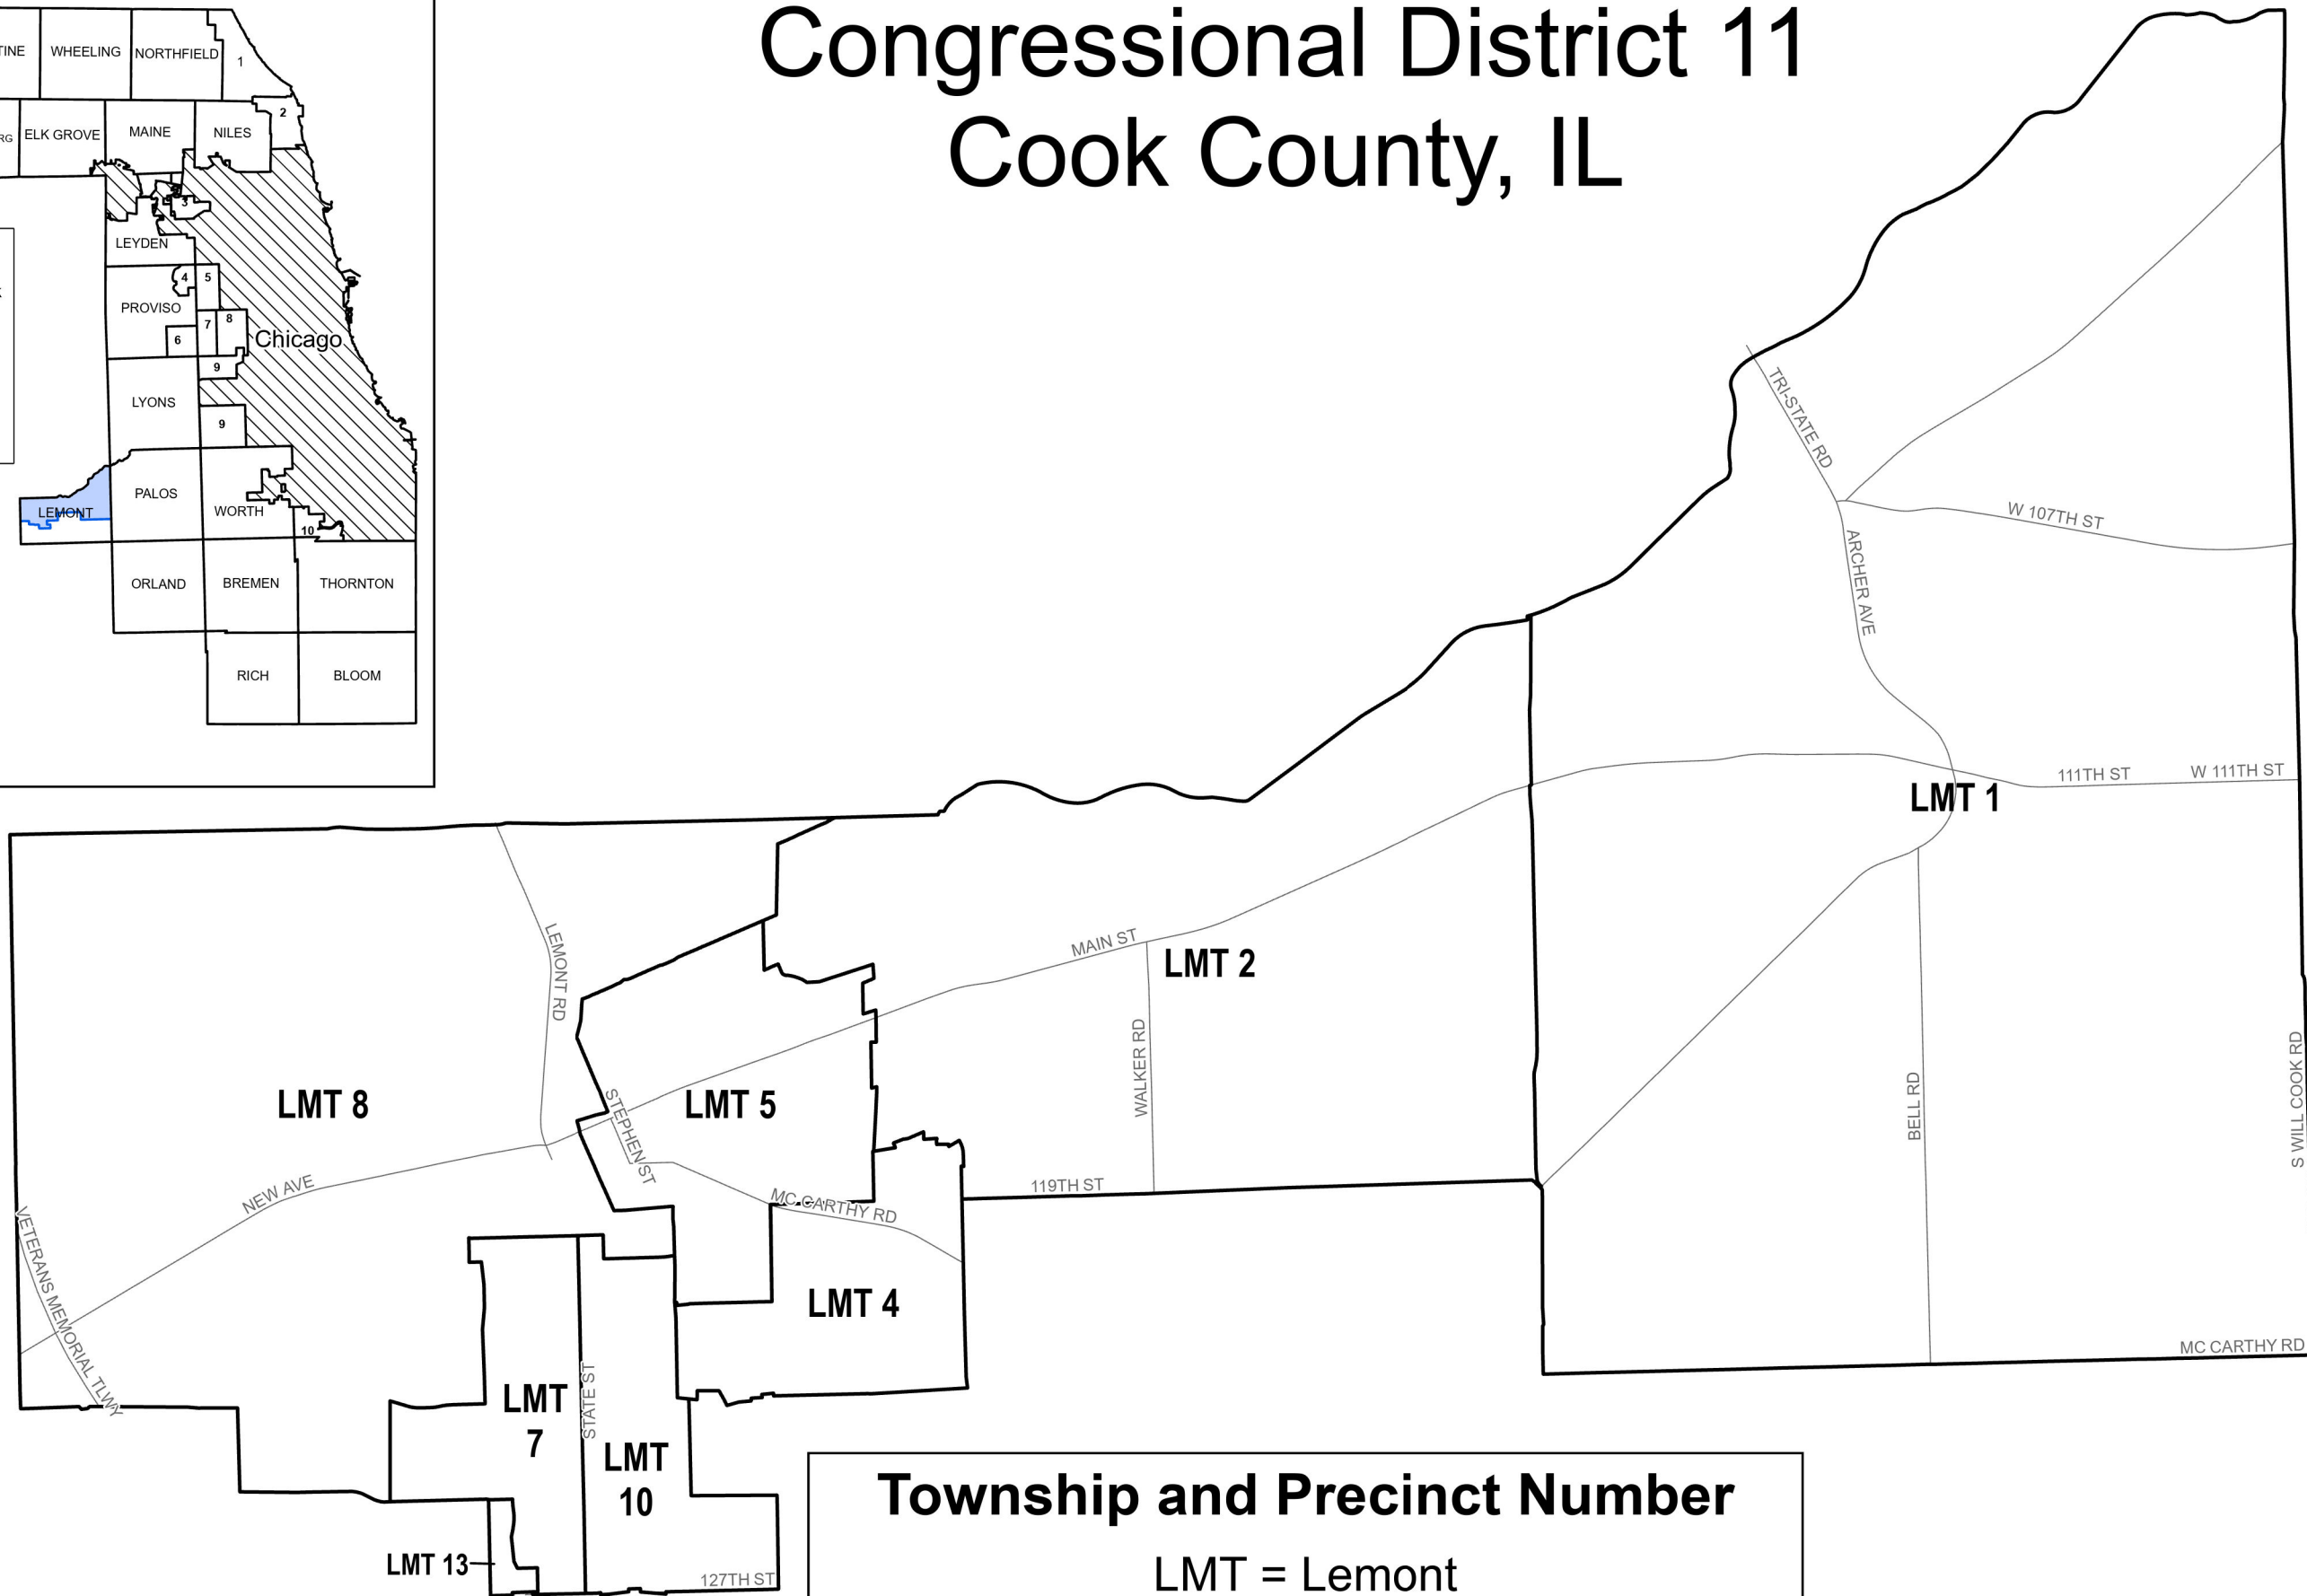 Congressional District 11
Cook County, IL
WHEELING
NORTHFIELD
1
2
ELK GROVE
MAINE
NILES
3
LEYDEN
4
5
PROVISO
7
8
6
Chicago
9
LYONS
9
PALOS
LEMONT
WORTH
10
ORLAND
BREMEN
THORNTON
RICH
BLOOM
TRI-STATE RD
W 107TH ST
ARCHER AVE
111TH ST
W 111TH ST
LMT 1
LEMONT RD
MAIN ST
LMT 2
WALKER RD
BELL RD
S WILL COOK RD
LMT 8
LMT 5
STEPHEN ST
NEW AVE
119TH ST
MC CARTHY RD
VETERANS MEMORIAL TLWY
LMT 4
MC CARTHY RD
STATE ST
LMT
7
LMT
10
LMT 13
127TH ST
Township and Precinct Number
LMT = Lemont